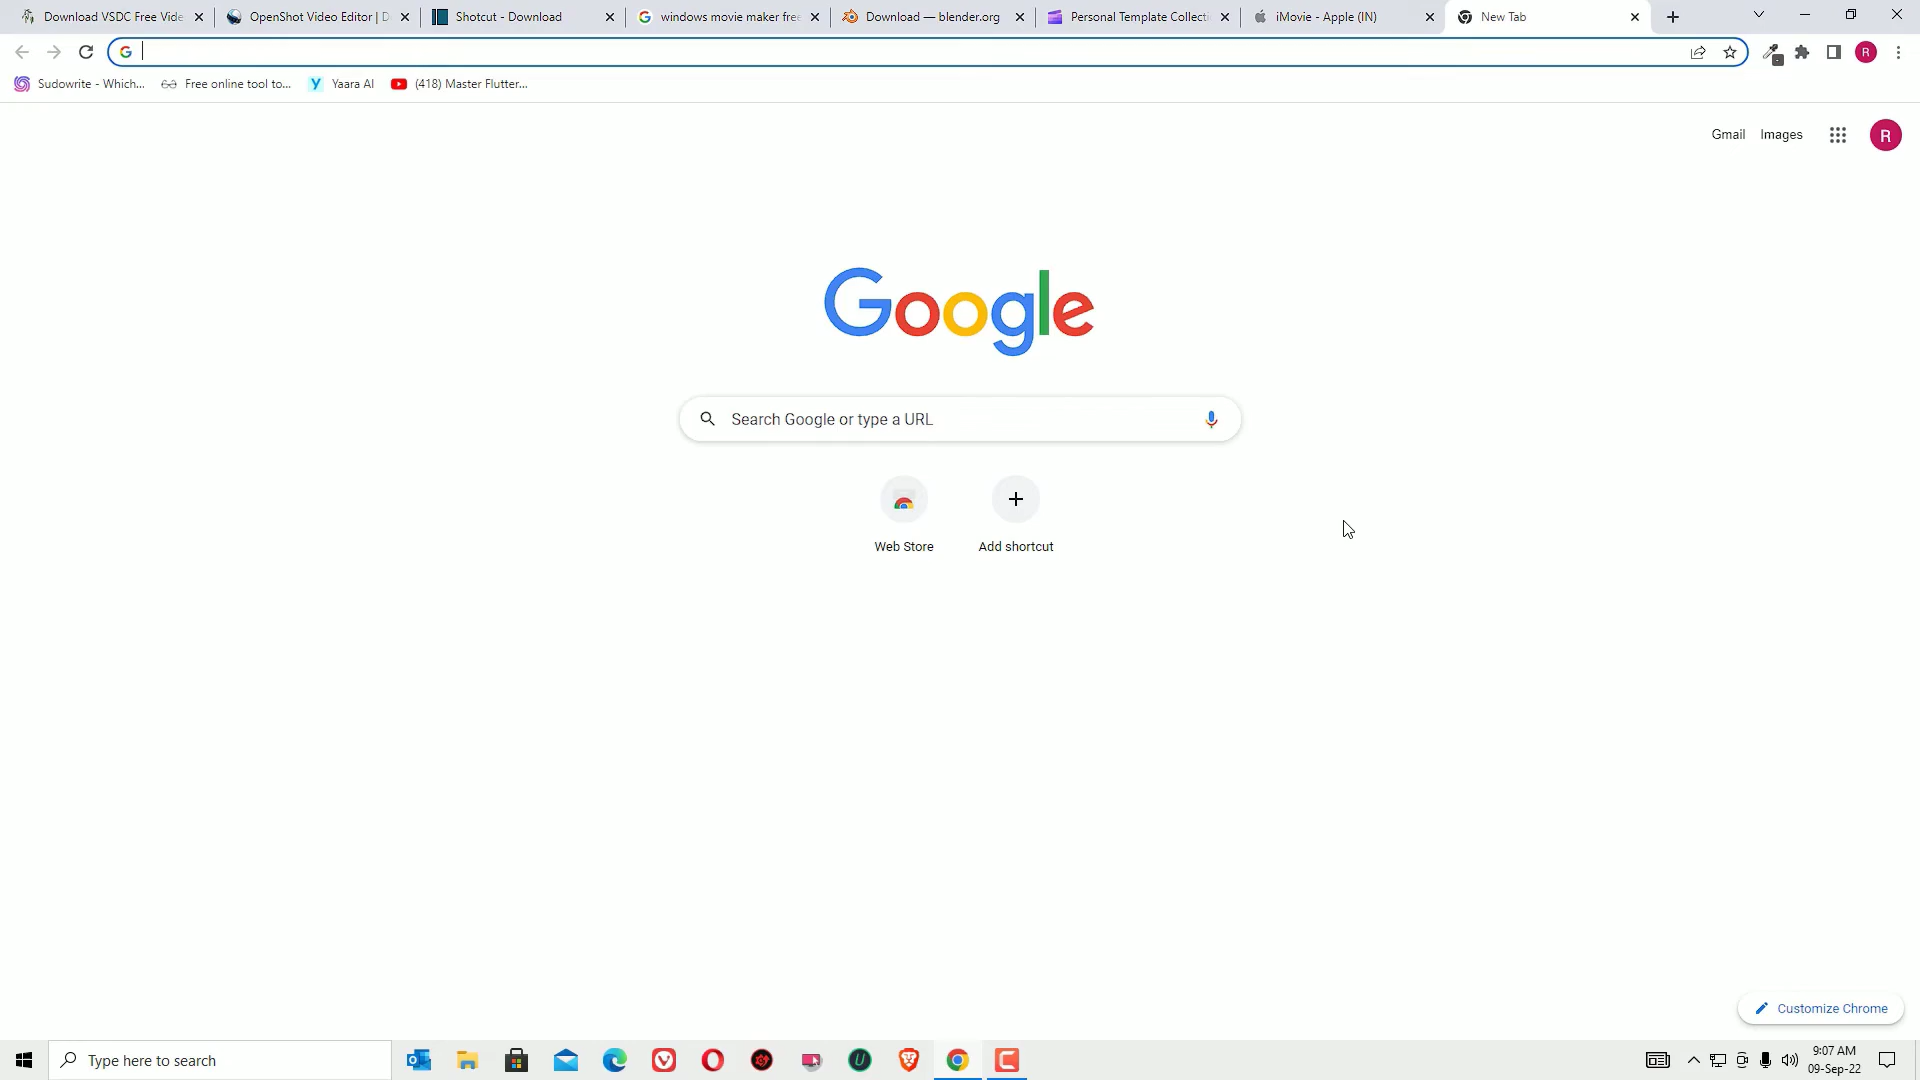 Download VSDC Free Vide
OpenShot Video Editor | D
Shotcut - Download
windows movie maker free
Download — blender.org
Personal Template Collecti
iMovie - Apple (IN)
New Tab
R
Sudowrite - Which...
Free online tool to...
Yaara AI
(418) Master Flutter...
Gmail
Images
R
Google
Search Google or type a URL
Web Store
Add shortcut
Customize Chrome
Type here to search
9:07 AM
09-Sep-22